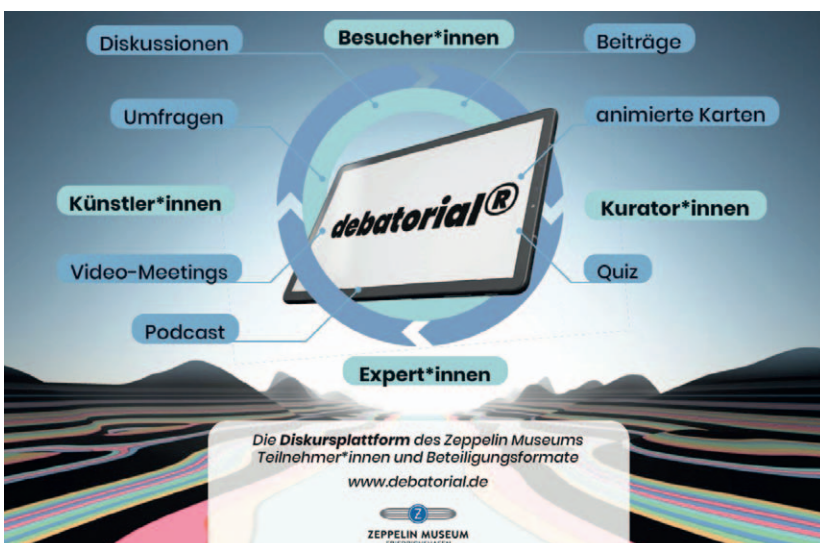 Besucher*innen
Diskussionen
Beiträge
Umfragen
animierte Karten
debatorial®
Künstler*innen
Kurator*innen
Video-Meetings
Quiz
Podcast
Expert*innen
Die Diskursplattform des Zeppelin Museums
Teilnehmer*innen und Beteiligungsformate
www.debatorial.de
Z
ZEPPELIN MUSEUM
FRIEDRICHSHAFEN